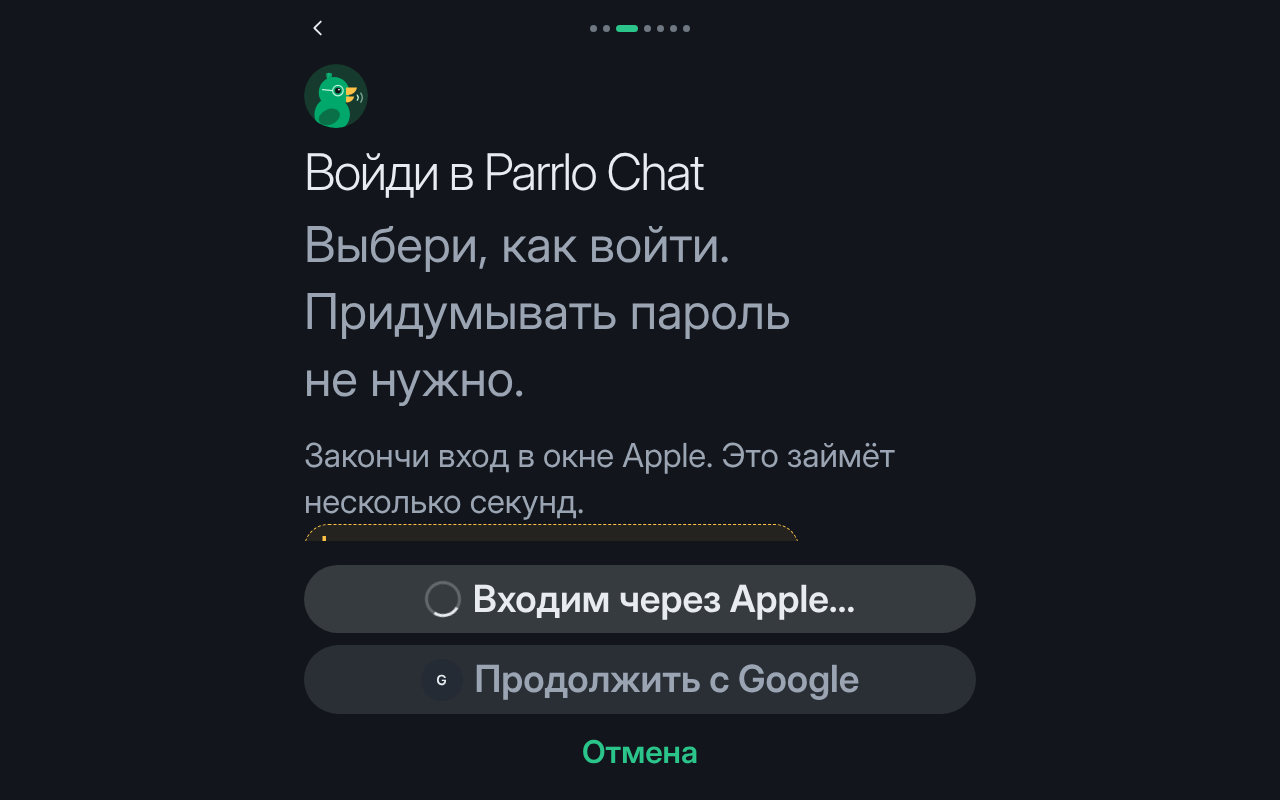 Войди в Parrlo Chat
Выбери, как войти.
Придумывать пароль
не нужно.
Закончи вход в окне Apple. Это займёт
несколько секунд.
Входим через Apple…
G Продолжить с Google
Отмена